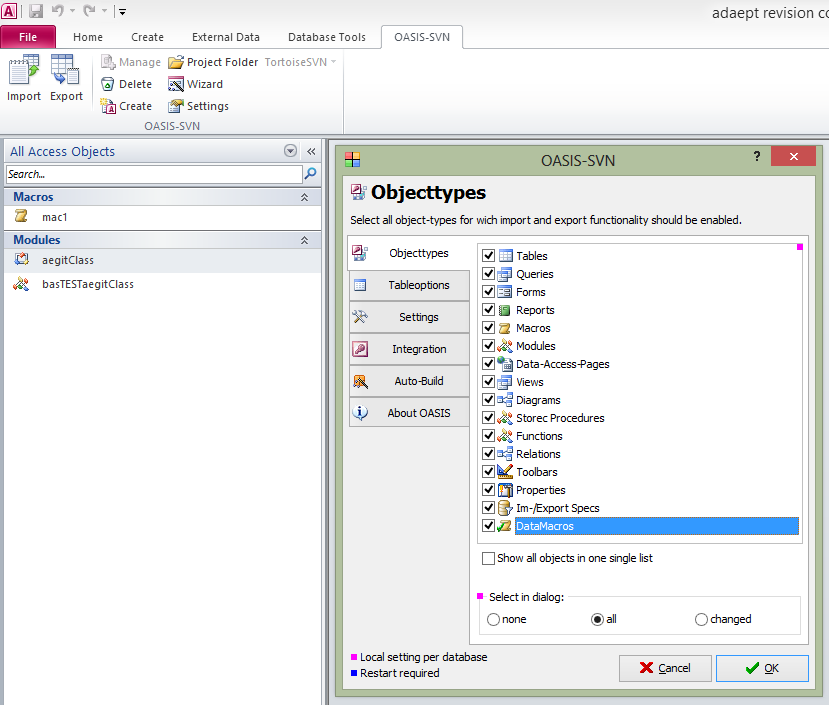 A
adaept revision co
File Home Create External Data Database Tools OASIS-SVN
Manage Project Folder TortoiseSVN
Delete Wizard
Import Export
Create Settings
OASIS-SVN
All Access Objects
Search...
Macros
mac1
Modules
aegitClass
basTESTaegitClass
OASIS-SVN
?
Objecttypes
Select all object-types for wich import and export functionality should be enabled.
Objecttypes
Tableoptions
Settings
Integration
Auto-Build
About OASIS
Tables
Queries
Forms
Reports
Macros
Modules
Data-Access-Pages
Views
Diagrams
Storec Procedures
Functions
Relations
Toolbars
Properties
Im-/Export Specs
DataMacros
Show all objects in one single list
Select in dialog:
none all changed
Local setting per database
Restart required
Cancel OK